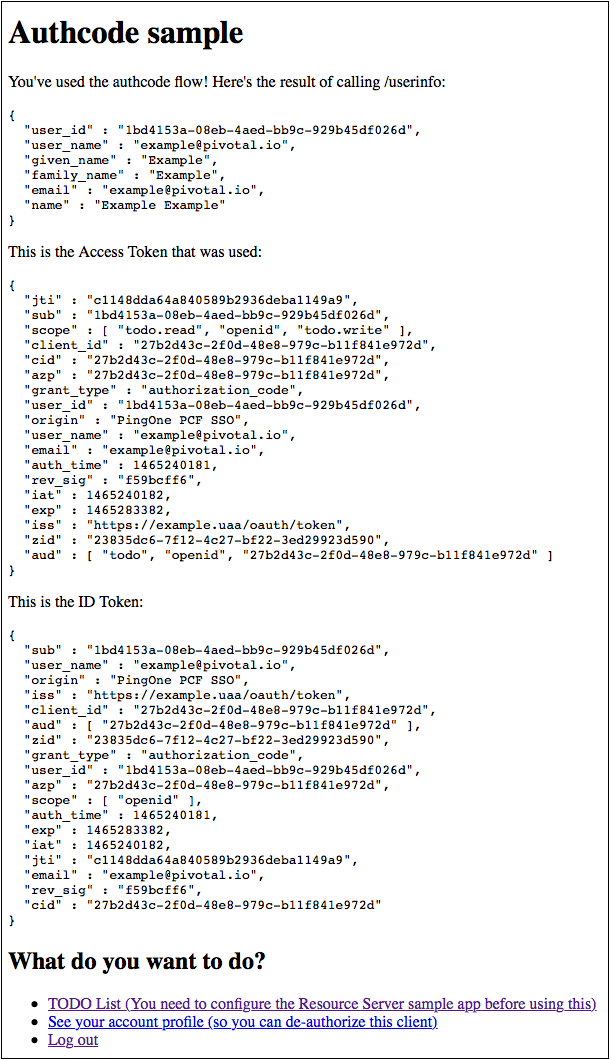 Authcode sample
You've used the authcode flow! Here's the result of calling /userinfo:
{
  "user_id" : "1bd4153a-08eb-4aed-bb9c-929b45df026d",
  "user_name" : "example@pivotal.io",
  "given_name" : "Example",
  "family_name" : "Example",
  "email" : "example@pivotal.io",
  "name" : "Example Example"
}
This is the Access Token that was used:
{
  "jti" : "c1148dda64a840589b2936deba1149a9",
  "sub" : "1bd4153a-08eb-4aed-bb9c-929b45df026d",
  "scope" : [ "todo.read", "openid", "todo.write" ],
  "client_id" : "27b2d43c-2f0d-48e8-979c-b11f841e972d",
  "cid" : "27b2d43c-2f0d-48e8-979c-b11f841e972d",
  "azp" : "27b2d43c-2f0d-48e8-979c-b11f841e972d",
  "grant_type" : "authorization_code",
  "user_id" : "1bd4153a-08eb-4aed-bb9c-929b45df026d",
  "origin" : "PingOne PCF SSO",
  "user_name" : "example@pivotal.io",
  "email" : "example@pivotal.io",
  "auth_time" : 1465240181,
  "rev_sig" : "f59bcff6",
  "iat" : 1465240182,
  "exp" : 1465283382,
  "iss" : "https://example.uaa/oauth/token",
  "zid" : "23835dc6-7f12-4c27-bf22-3ed29923d590",
  "aud" : [ "todo", "openid", "27b2d43c-2f0d-48e8-979c-b11f841e972d" ]
}
This is the ID Token:
{
  "sub" : "1bd4153a-08eb-4aed-bb9c-929b45df026d",
  "user_name" : "example@pivotal.io",
  "origin" : "PingOne PCF SSO",
  "iss" : "https://example.uaa/oauth/token",
  "client_id" : "27b2d43c-2f0d-48e8-979c-b11f841e972d",
  "aud" : [ "27b2d43c-2f0d-48e8-979c-b11f841e972d" ],
  "zid" : "23835dc6-7f12-4c27-bf22-3ed29923d590",
  "grant_type" : "authorization_code",
  "user_id" : "1bd4153a-08eb-4aed-bb9c-929b45df026d",
  "azp" : "27b2d43c-2f0d-48e8-979c-b11f841e972d",
  "scope" : [ "openid" ],
  "auth_time" : 1465240181,
  "exp" : 1465283382,
  "iat" : 1465240182,
  "jti" : "c1148dda64a840589b2936deba1149a9",
  "email" : "example@pivotal.io",
  "rev_sig" : "f59bcff6",
  "cid" : "27b2d43c-2f0d-48e8-979c-b11f841e972d"
}
What do you want to do?
• TODO List (You need to configure the Resource Server sample app before using this)
• See your account profile (so you can de-authorize this client)
• Log out